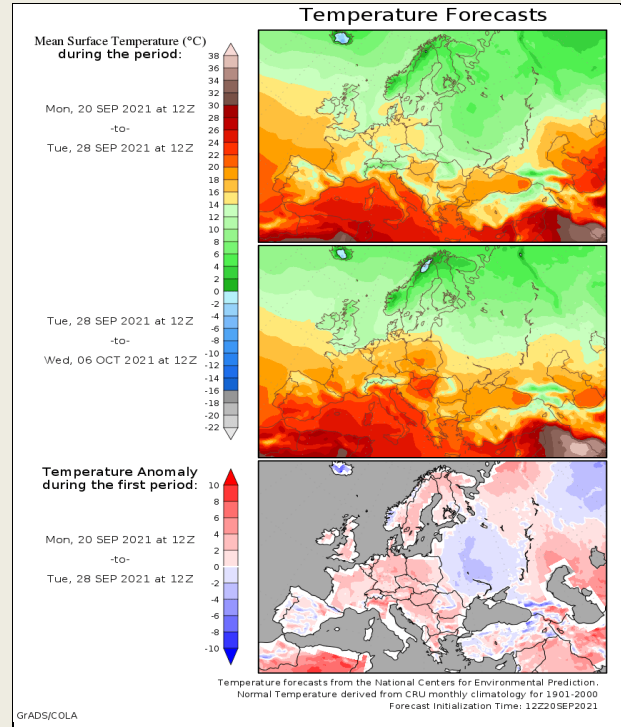 Temperature Forecasts
Mean Surface Temperature (°C)
during the period:
Mon, 20 SEP 2021 at 12Z
-to-
Tue, 28 SEP 2021 at 12Z
38
36
34
32
30
28
26
24
22
20
18
16
14
12
10
8
6
4
2
0
-2
-4
-6
-8
-10
-12
-14
-16
-18
-20
-22
Tue, 28 SEP 2021 at 12Z
-to-
Wed, 06 OCT 2021 at 12Z
Temperature Anomaly
during the first period:
Mon, 20 SEP 2021 at 12Z
-to-
Tue, 28 SEP 2021 at 12Z
10
8
6
4
2
0
-2
-4
-6
-8
-10
Temperature forecasts from the National Centers for Environmental Prediction.
Normal Temperature derived from CRU monthly climatology for 1901-2000
Forecast Initialization Time: 12Z20SEP2021
GrADS/COLA